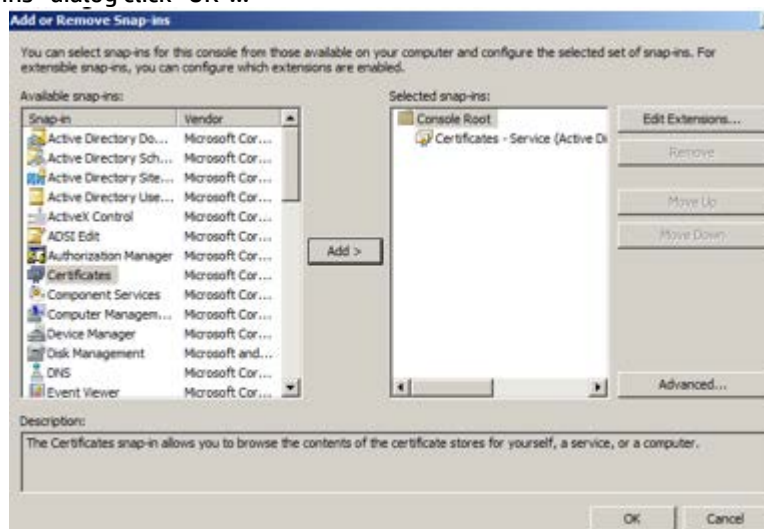 ins" dialog click "OK"...
Add or Remove Snap-ins
You can select snap-ins for this console from those available on your computer and configure the selected set of snap-ins. For
extensible snap-ins, you can configure which extensions are enabled.
Available snap-ins:
Selected snap-ins:
Snap-in Vendor
Active Directory Do... Microsoft Cor...
Active Directory Sch... Microsoft Cor...
Active Directory Site... Microsoft Cor...
Active Directory Use... Microsoft Cor...
ActiveX Control Microsoft Cor...
ADSI Edit Microsoft Cor...
Authorization Manager Microsoft Cor...
Certificates Microsoft Cor...
Component Services Microsoft Cor...
Computer Managem... Microsoft Cor...
Device Manager Microsoft Cor...
Disk Management Microsoft and...
DNS Microsoft Cor...
Event Viewer Microsoft Cor...
Add >
Console Root
Certificates - Service (Active Di
Edit Extensions...
Remove
Move Up
Move Down
Advanced...
Description:
The Certificates snap-in allows you to browse the contents of the certificate stores for yourself, a service, or a computer.
OK Cancel